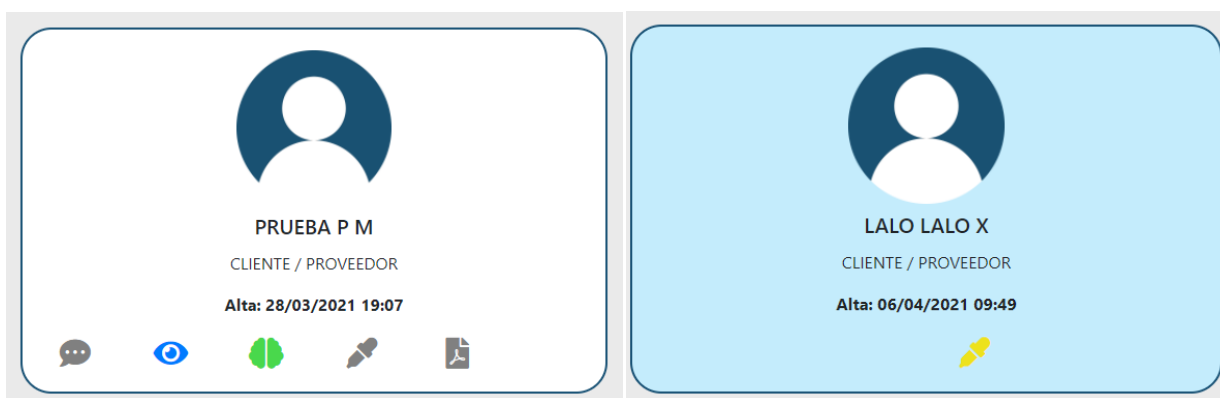 PRUEBA P M
CLIENTE / PROVEEDOR
Alta: 28/03/2021 19:07
LALO LALO X
CLIENTE / PROVEEDOR
Alta: 06/04/2021 09:49